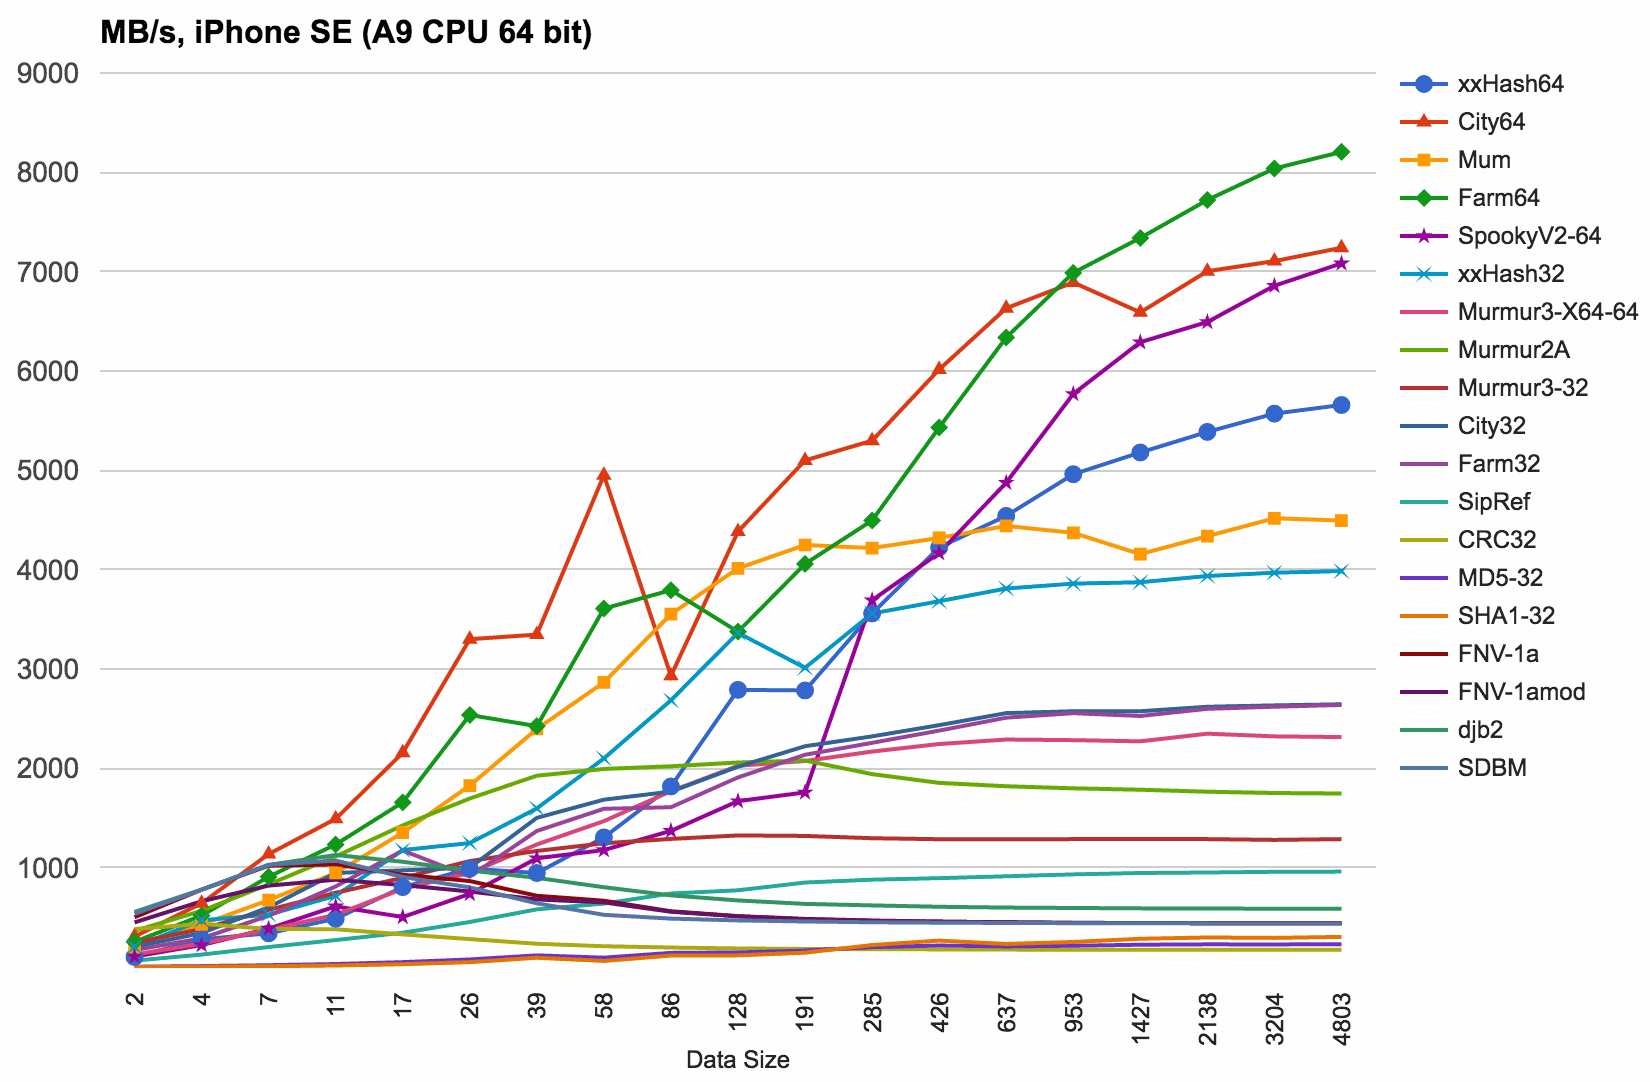 MB/s, iPhone SE (A9 CPU 64 bit)
9000
8000
7000
6000
5000
4000
3000
2000
1000
2 4 7 11 17 26 39 58 86 128 191 285 426 637 953 1427 2138 3204 4803
Data Size
xxHash64
City64
Mum
Farm64
SpookyV2-64
xxHash32
Murmur3-X64-64
Murmur2A
Murmur3-32
City32
Farm32
SipRef
CRC32
MD5-32
SHA1-32
FNV-1a
FNV-1amod
djb2
SDBM